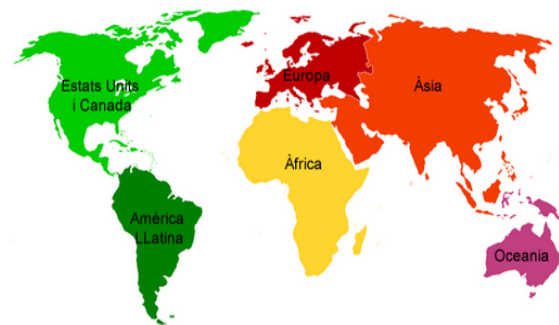 Estats Units
i Canada
Europa
Àsia
Àfrica
Amèrica
LLatina
Oceania